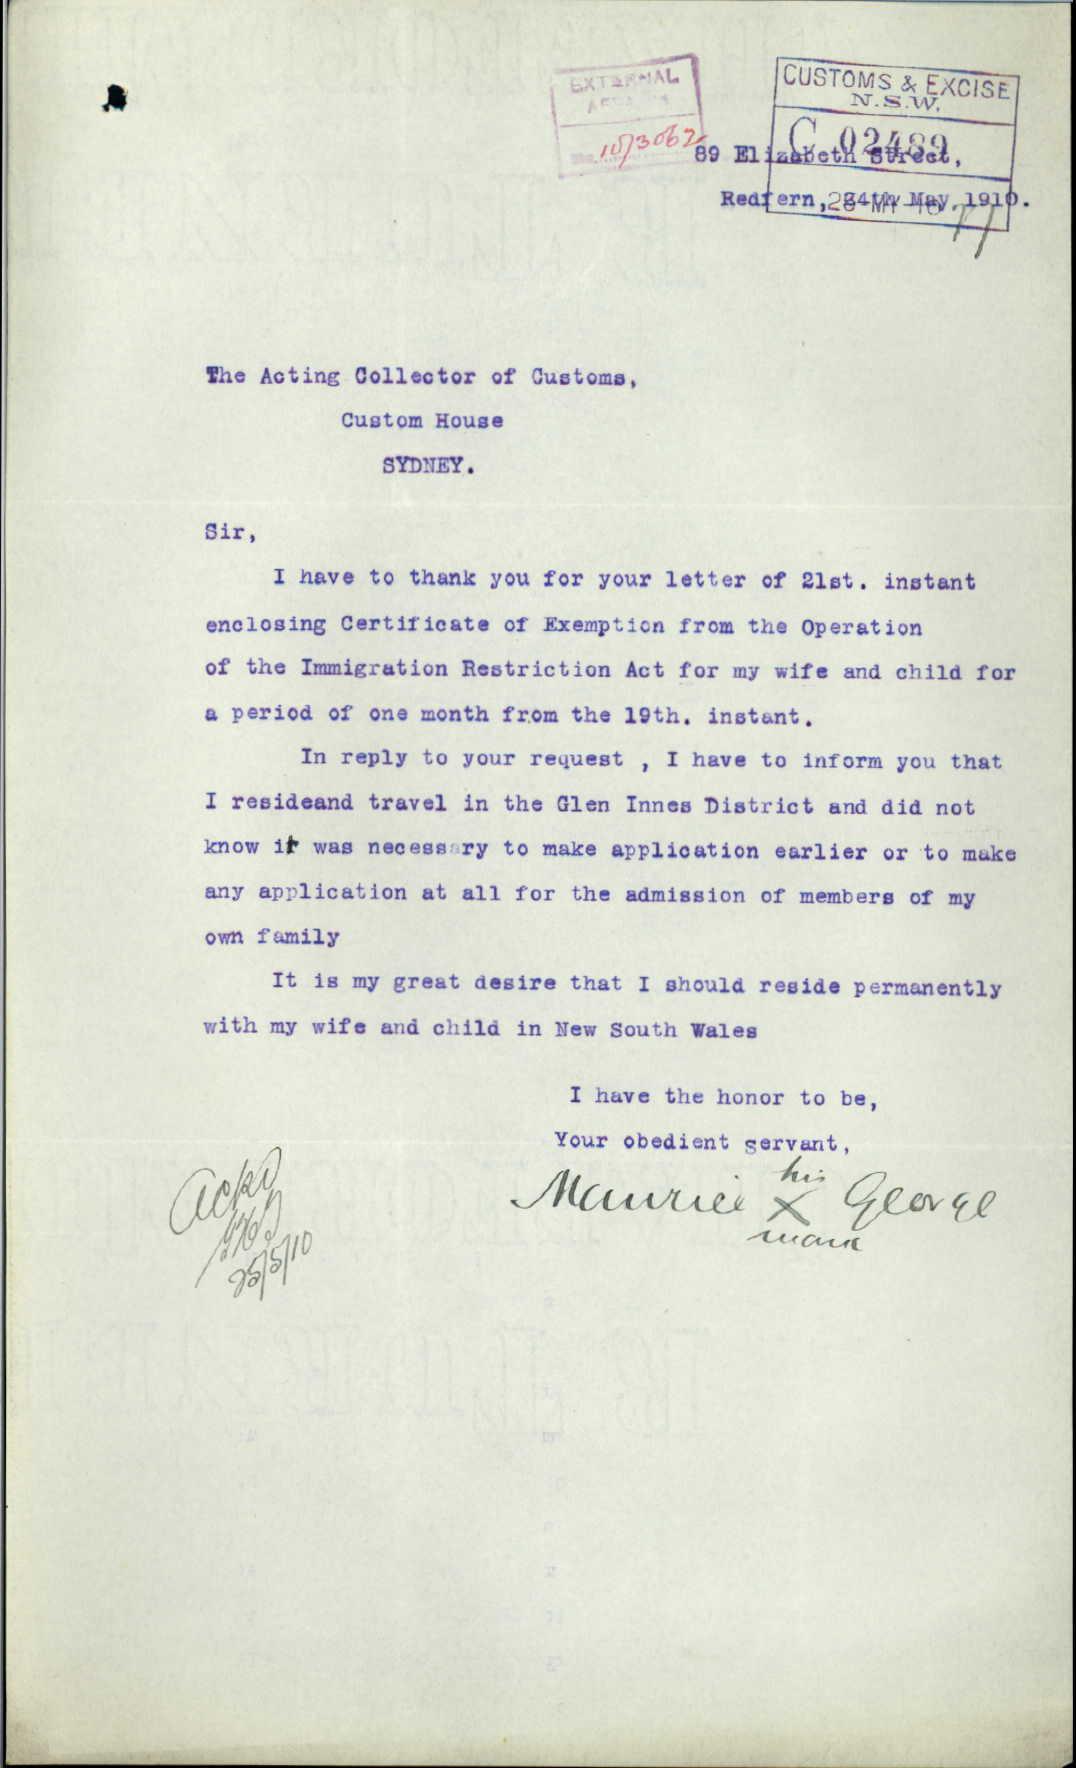 EXTERNAL
AFFAIRS
No. 10/3062
CUSTOMS & EXCISE
N.S.W.
C 02489
89 Elizabeth Street,
Redfern, 24th May 1910.
The Acting Collector of Customs,
Custom House
SYDNEY.
Sir,
I have to thank you for your letter of 21st. instant
enclosing Certificate of Exemption from the Operation
of the Immigration Restriction Act for my wife and child for
a period of one month from the 19th. instant.
In reply to your request , I have to inform you that
I resideand travel in the Glen Innes District and did not
know it was necessary to make application earlier or to make
any application at all for the admission of members of my
own family
It is my great desire that I should reside permanently
with my wife and child in New South Wales
I have the honor to be,
Your obedient servant,
his
Maurice X George
mark
Ackd
25/5/10